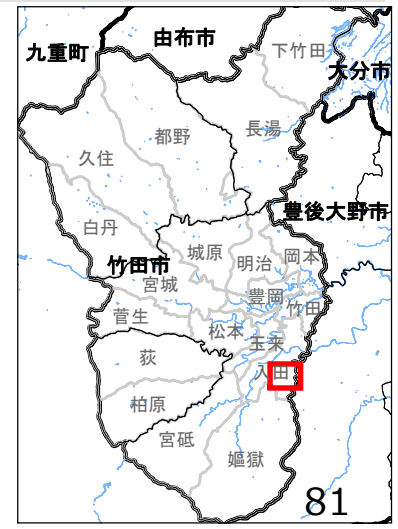 由布市
九重町
下竹田
大分市
都野
長湯
久住
豊後大野市
白丹
城原
岡本
明治
竹田市
宮城
豊岡
竹田
菅生
松本
玉来
荻
入田
柏原
宮砥
嫗獄
81